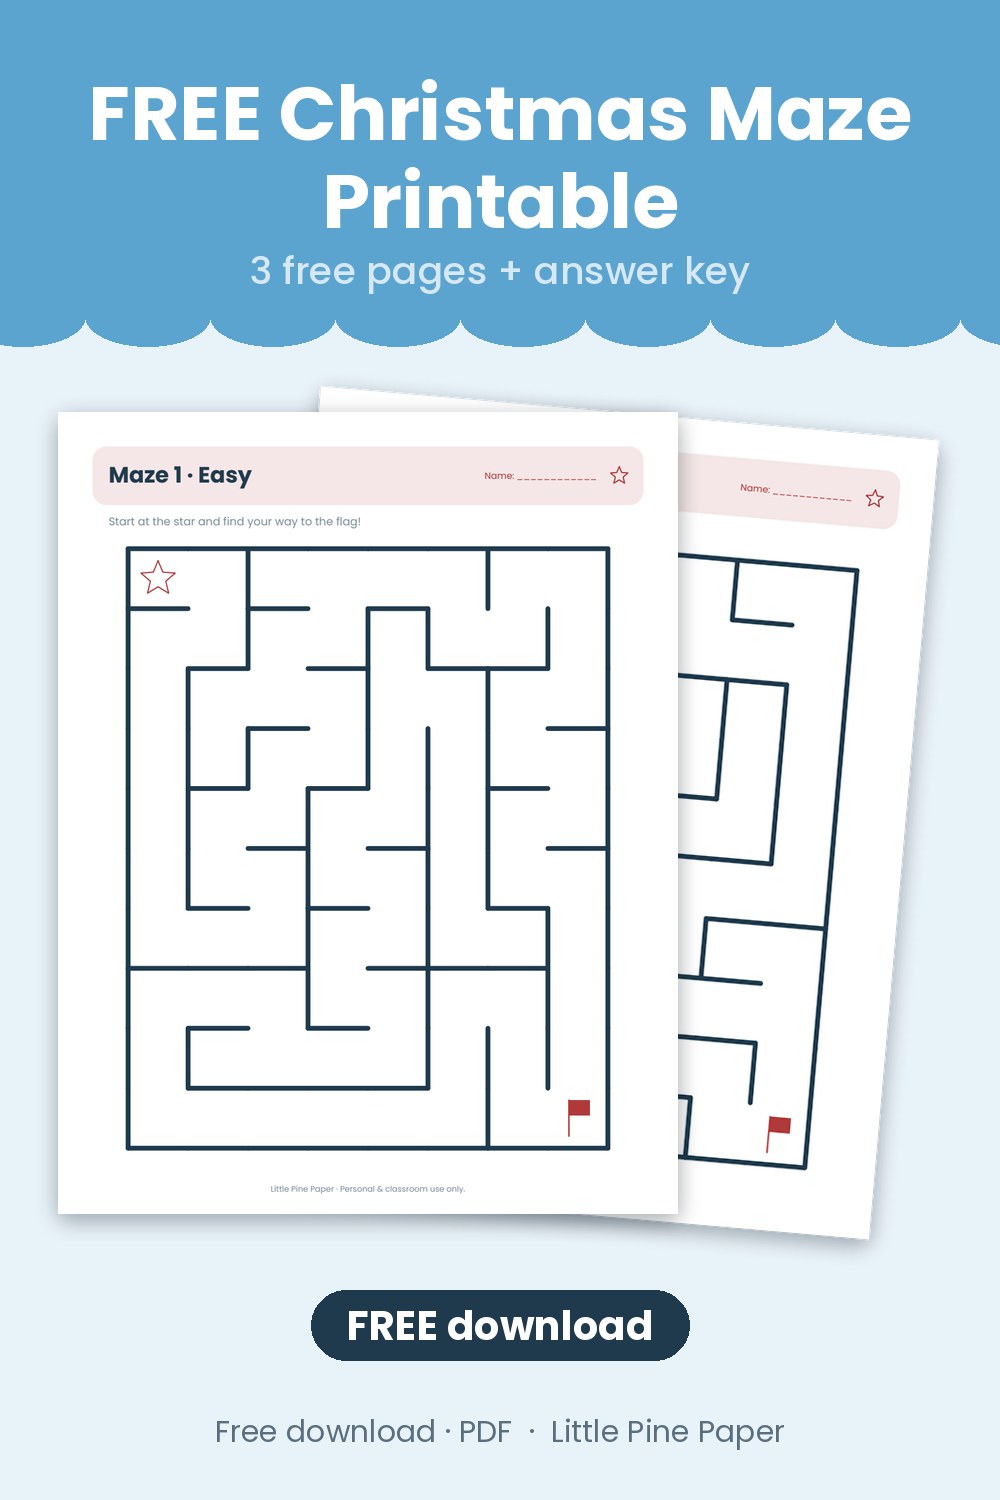 FREE Christmas Maze
Printable
3 free pages + answer key
Maze 1 · Easy
Name: _____________
Start at the star and find your way to the flag!
Little Pine Paper · Personal & classroom use only.
Name: _____________
FREE download
Free download · PDF · Little Pine Paper